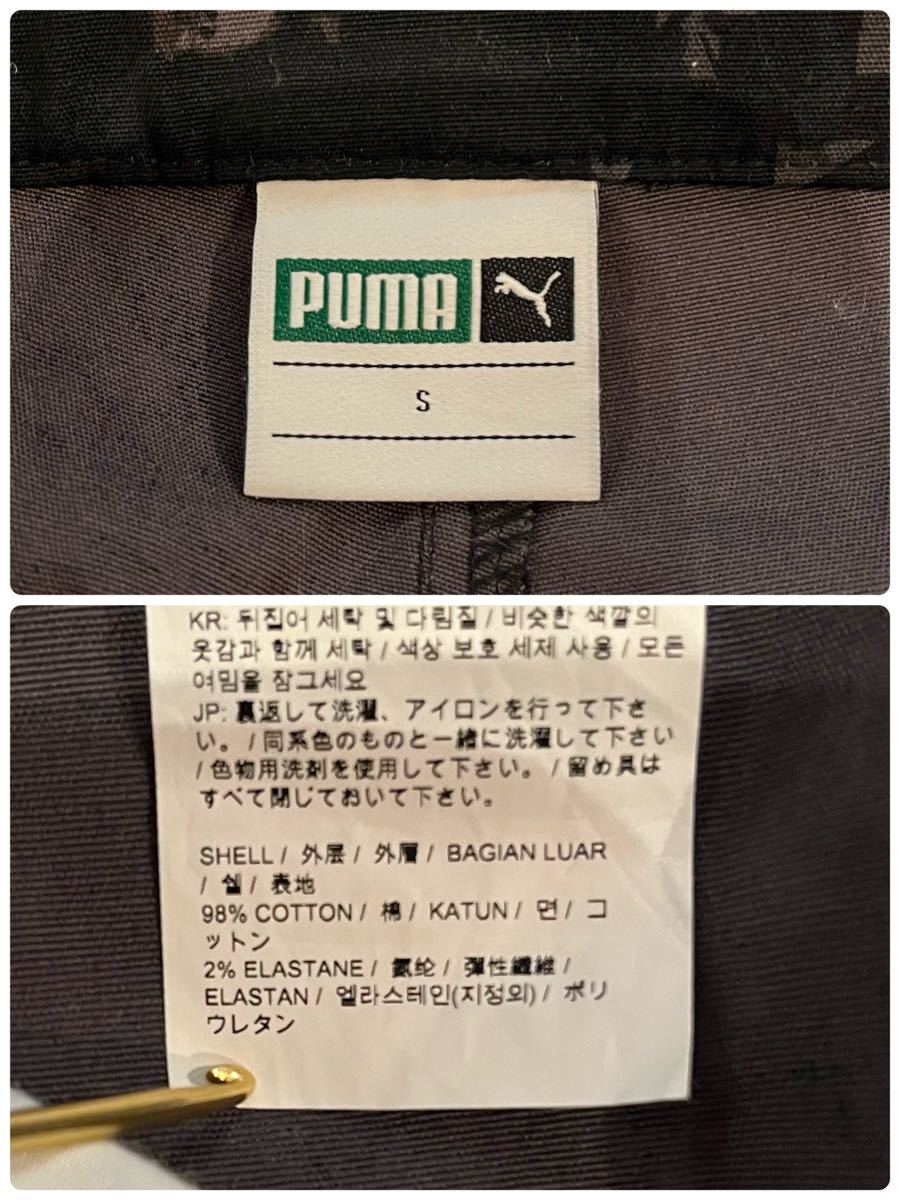 PUMA
S
KR: 뒤집어 세탁 및 다림질 / 비슷한 색깔의
옷감과 함께 세탁 / 색상 보호 세제 사용 / 모든
여밈을 잠그세요
JP: 裏返して洗濯、アイロンを行って下さ
い。 / 同系色のものと一緒に洗濯して下さい
/ 色物用洗剤を使用して下さい。 / 留め具は
すべて閉じておいて下さい。
SHELL / 外层 / 外層 / BAGIAN LUAR
/ 쉘 / 表地
98% COTTON / 棉 / KATUN / 면 / コ
ットン
2% ELASTANE / 氨纶 / 彈性纖維 /
ELASTAN / 엘라스테인(지정외) / ポリ
ウレタン